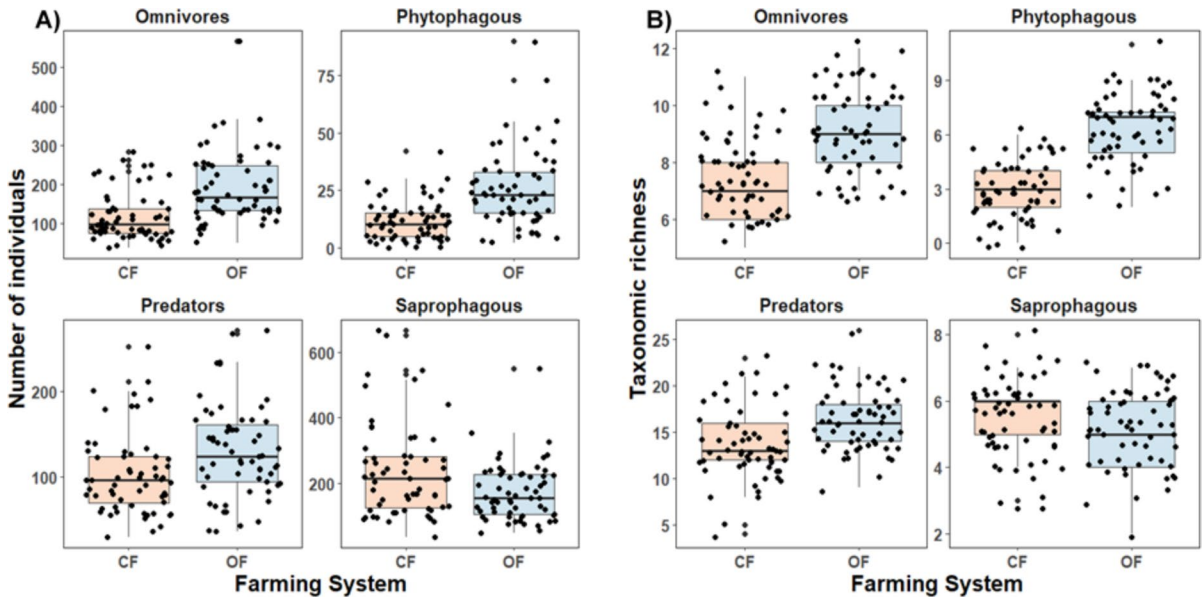 A)
Omnivores
Phytophagous
500
400
300
200
100
75
50
25
0
CF
OF
CF
OF
Predators
Saprophagous
200
100
600
400
200
CF
OF
CF
OF
Number of individuals
Farming System
B)
Omnivores
Phytophagous
12
10
8
6
9
6
3
0
CF
OF
CF
OF
Predators
Saprophagous
25
20
15
10
5
8
6
4
2
CF
OF
CF
OF
Taxonomic richness
Farming System